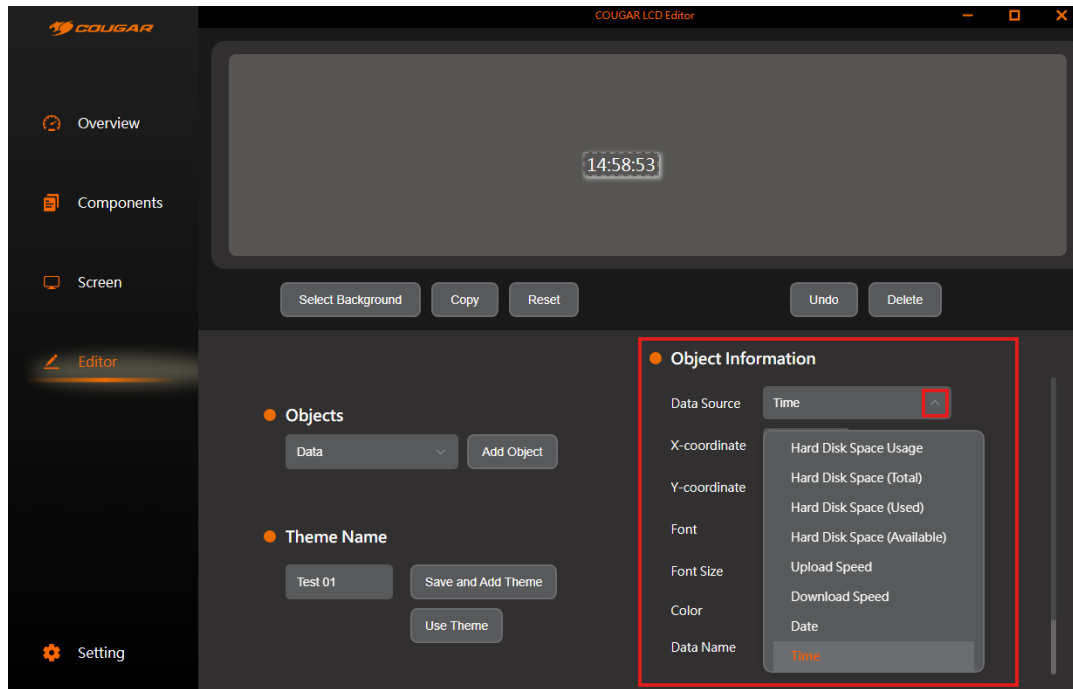 COUGAR
COUGAR LCD Editor
Overview
Components
Screen
Editor
Setting
14:58:53
Select Background
Copy
Reset
Undo
Delete
Objects
Data
Add Object
Theme Name
Test 01
Save and Add Theme
Use Theme
Object Information
Data Source
Time
X-coordinate
Y-coordinate
Font
Font Size
Color
Data Name
Hard Disk Space Usage
Hard Disk Space (Total)
Hard Disk Space (Used)
Hard Disk Space (Available)
Upload Speed
Download Speed
Date
Time